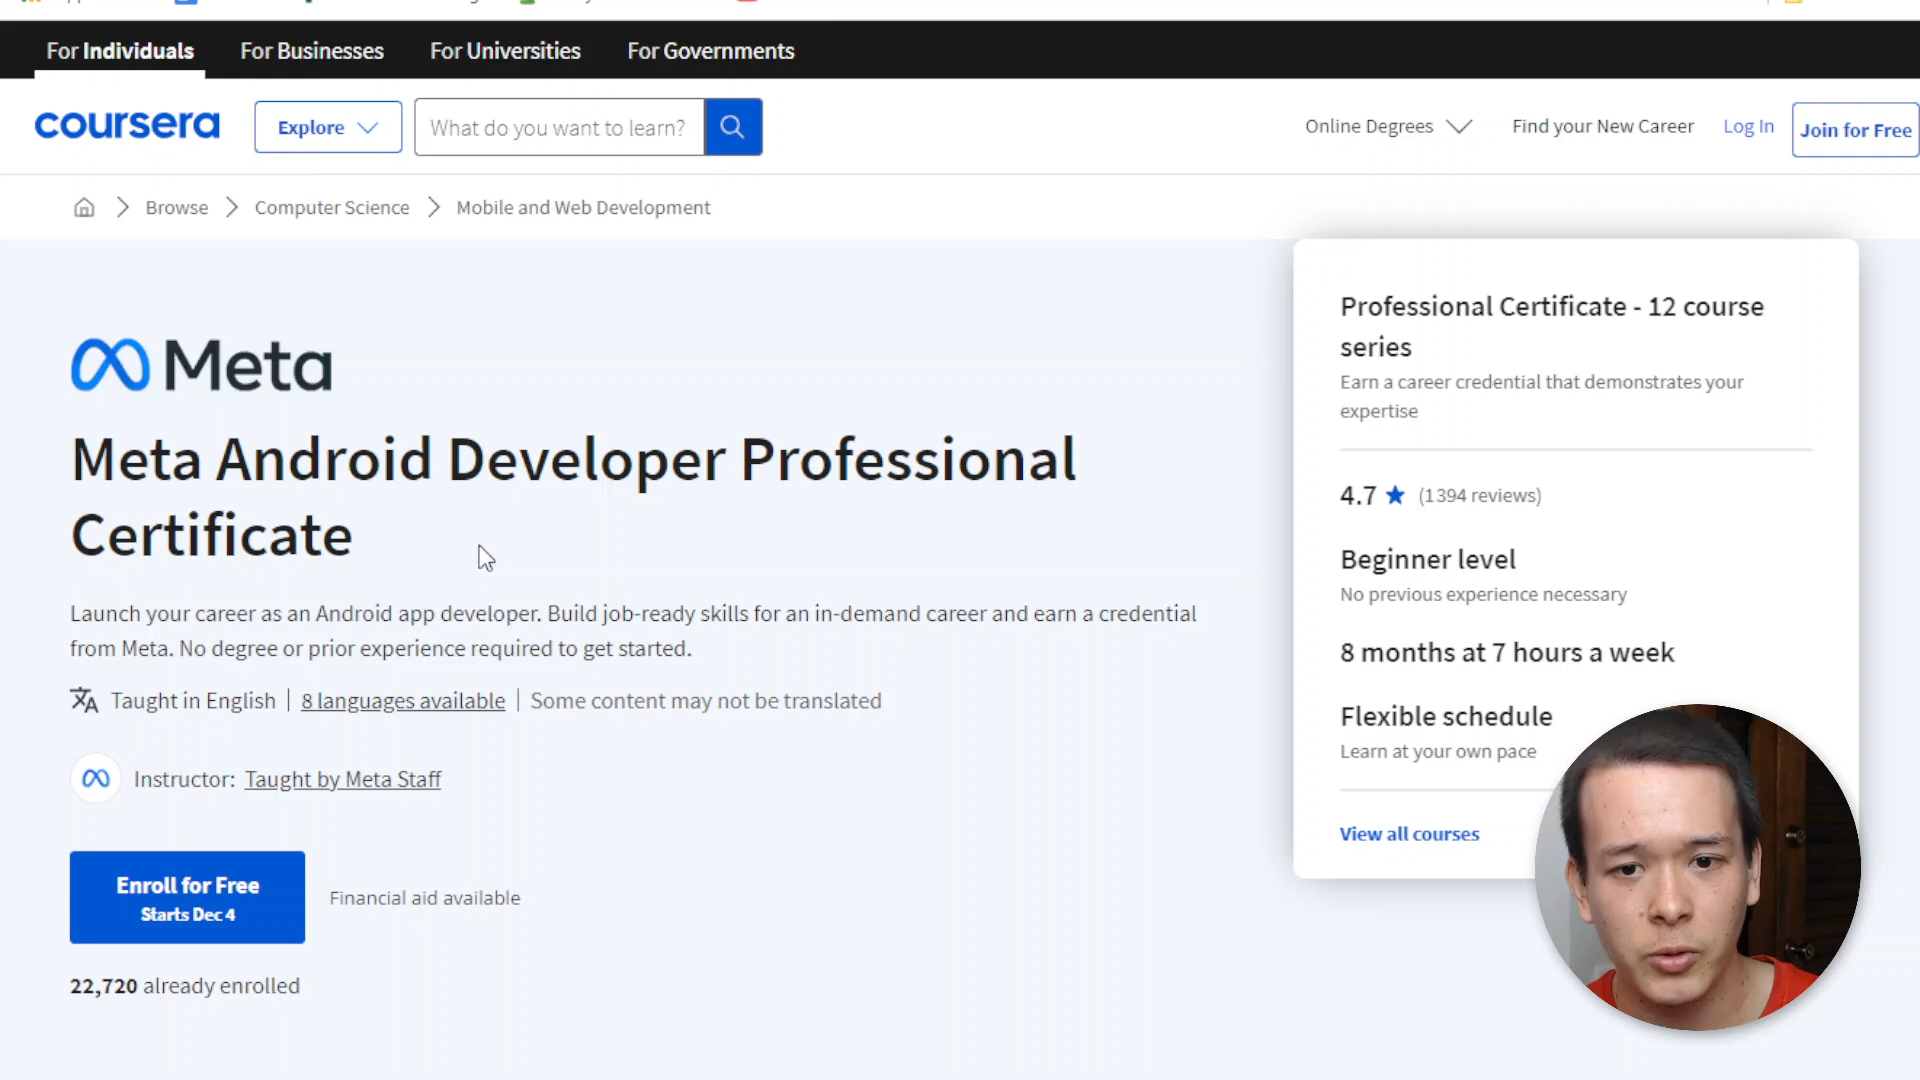 For Individuals
For Businesses
For Universities
For Governments
coursera
Explore
What do you want to learn?
Online Degrees
Find your New Career
Log In
Join for Free
Browse
Computer Science
Mobile and Web Development
Meta
Meta Android Developer Professional
Certificate
Launch your career as an Android app developer. Build job-ready skills for an in-demand career and earn a credential
from Meta. No degree or prior experience required to get started.
Taught in English | 8 languages available | Some content may not be translated
Instructor: Taught by Meta Staff
Enroll for Free
Starts Dec 4
Financial aid available
22,720 already enrolled
Professional Certificate - 12 course
series
Earn a career credential that demonstrates your
expertise
4.7 ★ (1394 reviews)
Beginner level
No previous experience necessary
8 months at 7 hours a week
Flexible schedule
Learn at your own pace
View all courses